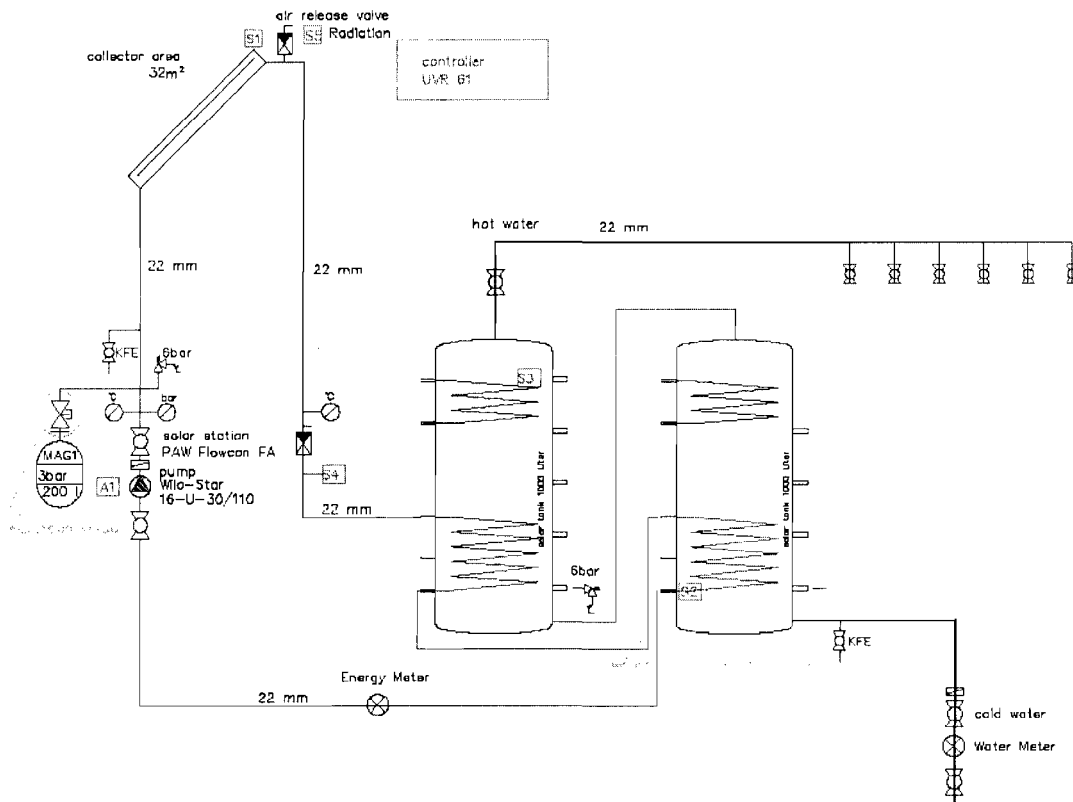 air release valve
S1
S5 Radiation
collector area
32m²
controller
UVR 61
hot water
22 mm
22 mm
22 mm
KFE
6bar
S3
°C
bar
°C
solar station
PAW Flowcon FA
MAG1
3bar
200 l
A1
pump
Wilo-Star
16-U-30/110
S4
22 mm
solar tank 1000 Liter
solar tank 1000 Liter
6bar
S2
KFE
Energy Meter
22 mm
cold water
Water Meter